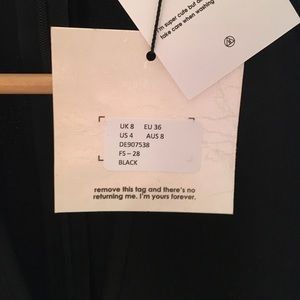 I'm super cute but
take care when washing
UK 8 EU 36
US 4 AUS 8
DE907538
FS - 28
BLACK
remove this tag and there's no
returning me. I'm yours forever.